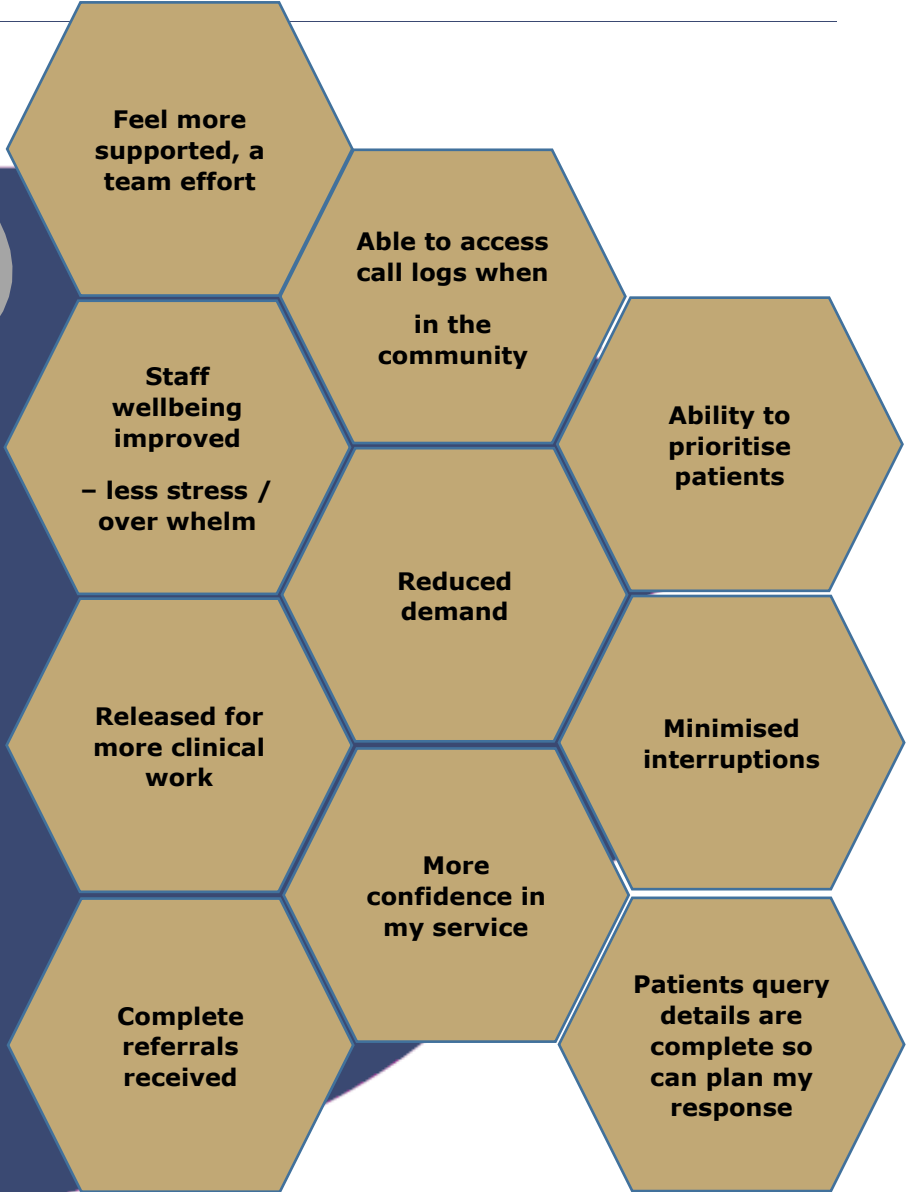 Feel more
supported, a
team effort
Able to access
call logs when
in the
community
Staff
wellbeing
improved
– less stress /
over whelm
Ability to
prioritise
patients
Reduced
demand
Released for
more clinical
work
Minimised
interruptions
More
confidence in
my service
Complete
referrals
received
Patients query
details are
complete so
can plan my
response